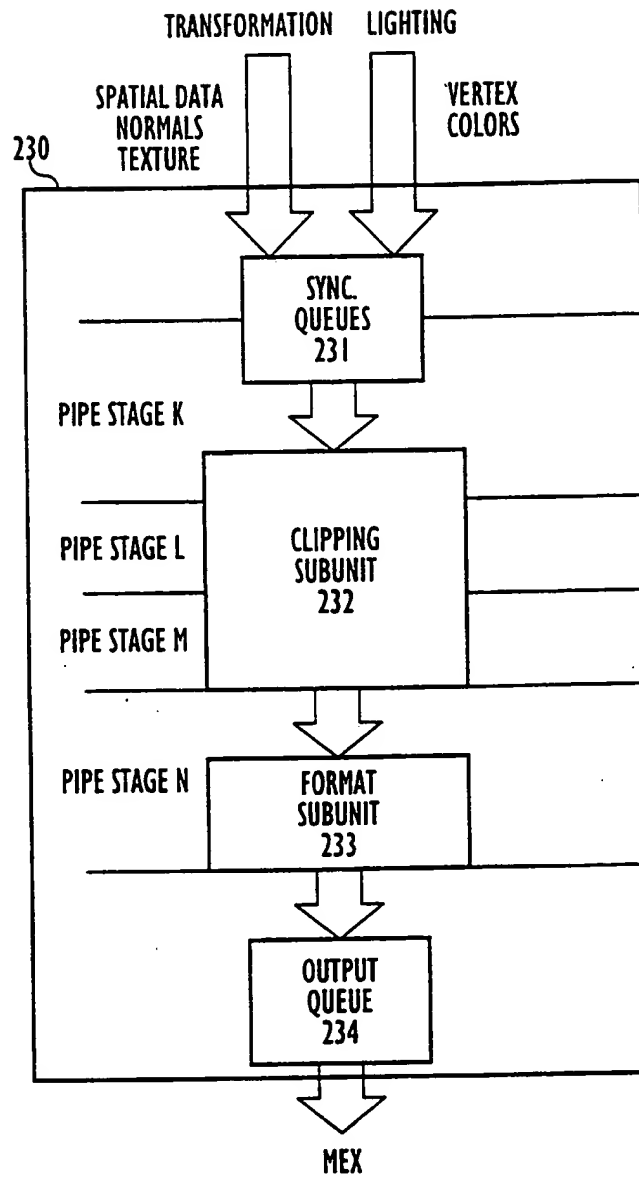 TRANSFORMATION LIGHTING
SPATIAL DATA
NORMALS
TEXTURE
VERTEX
COLORS
230
SYNC.
QUEUES
231
PIPE STAGE K
PIPE STAGE L
CLIPPING
SUBUNIT
232
PIPE STAGE M
PIPE STAGE N
FORMAT
SUBUNIT
233
OUTPUT
QUEUE
234
MEX